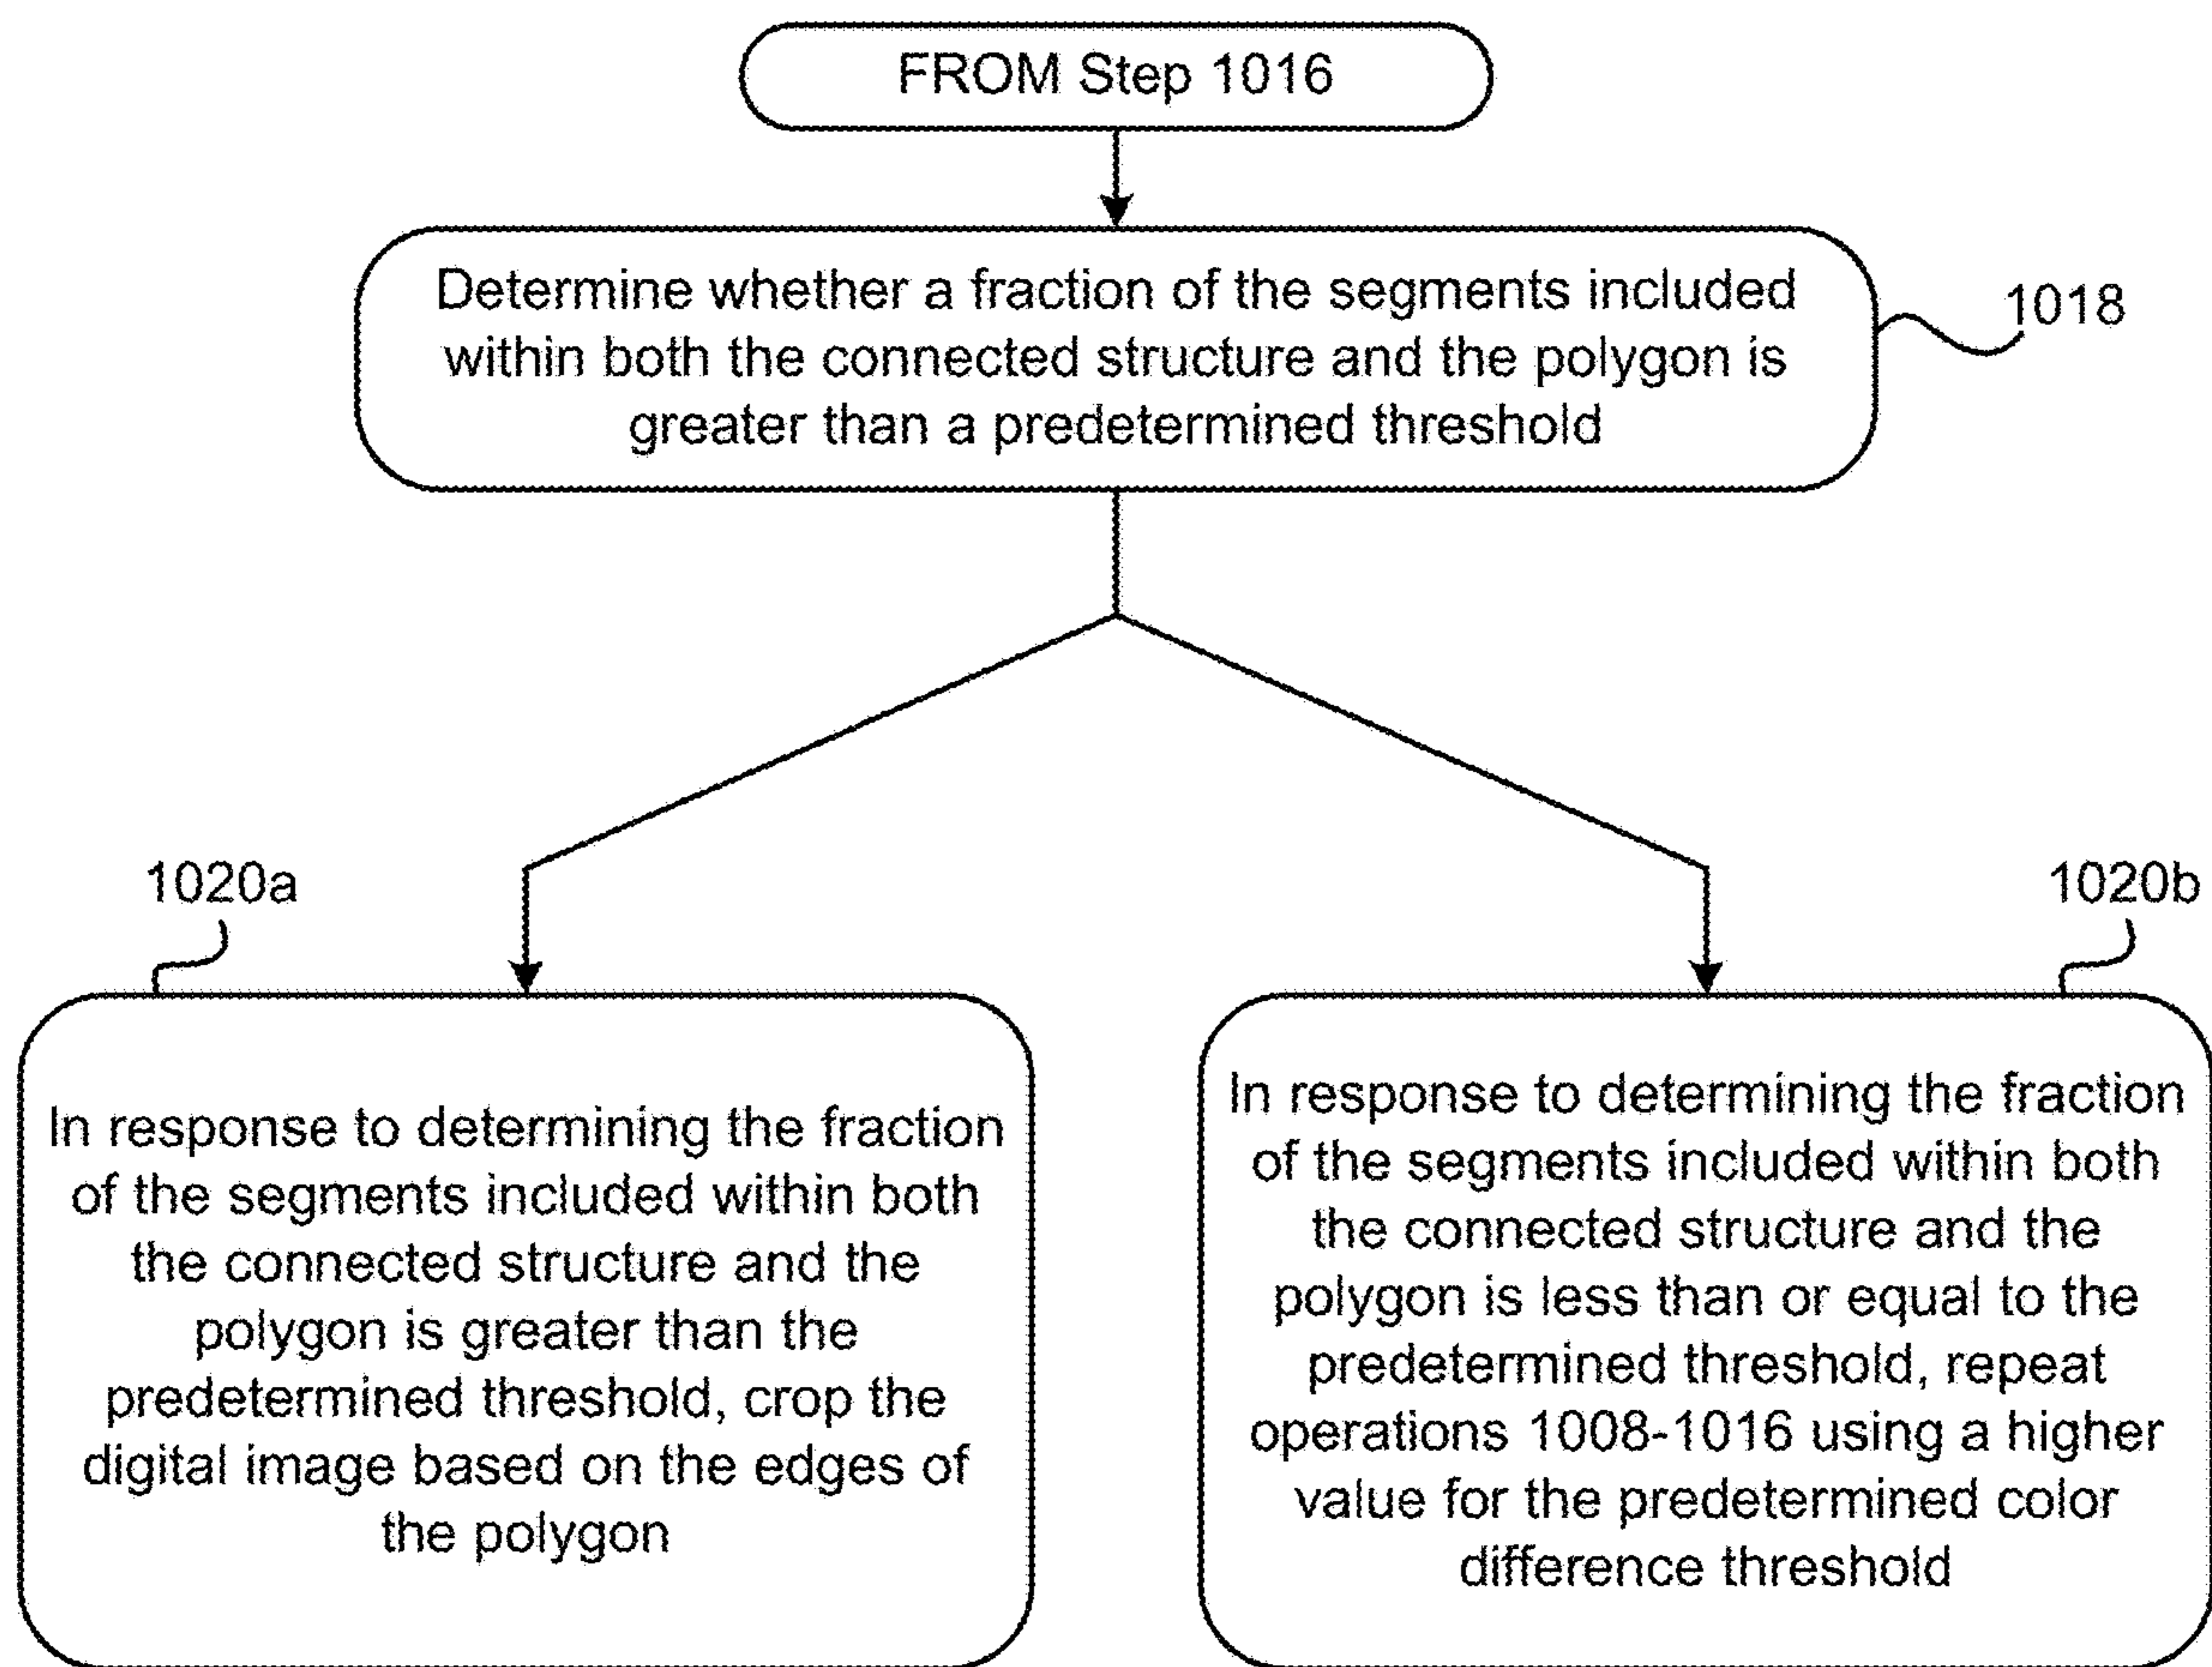 FROM Step 1016
Determine whether a fraction of the segments included
within both the connected structure and the polygon is
greater than a predetermined threshold
1018
1020a
In response to determining the fraction
of the segments included within both
the connected structure and the
polygon is greater than the
predetermined threshold, crop the
digital image based on the edges of
the polygon
1020b
In response to determining the fraction
of the segments included within both
the connected structure and the
polygon is less than or equal to the
predetermined threshold, repeat
operations 1008-1016 using a higher
value for the predetermined color
difference threshold